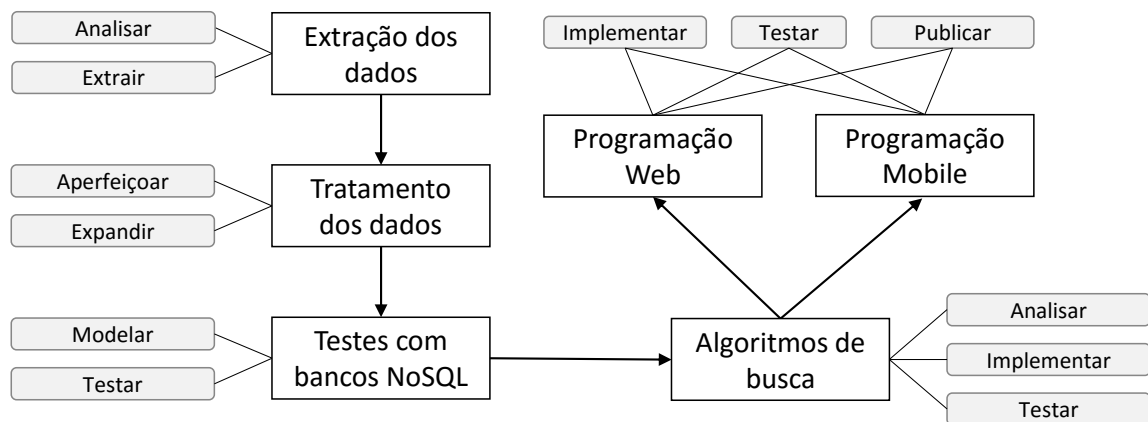 Analisar
Extrair
Extração dos
dados
Aperfeiçoar
Expandir
Tratamento
dos dados
Modelar
Testar
Testes com
bancos NoSQL
Implementar
Testar
Publicar
Programação
Web
Programação
Mobile
Algoritmos de
busca
Analisar
Implementar
Testar